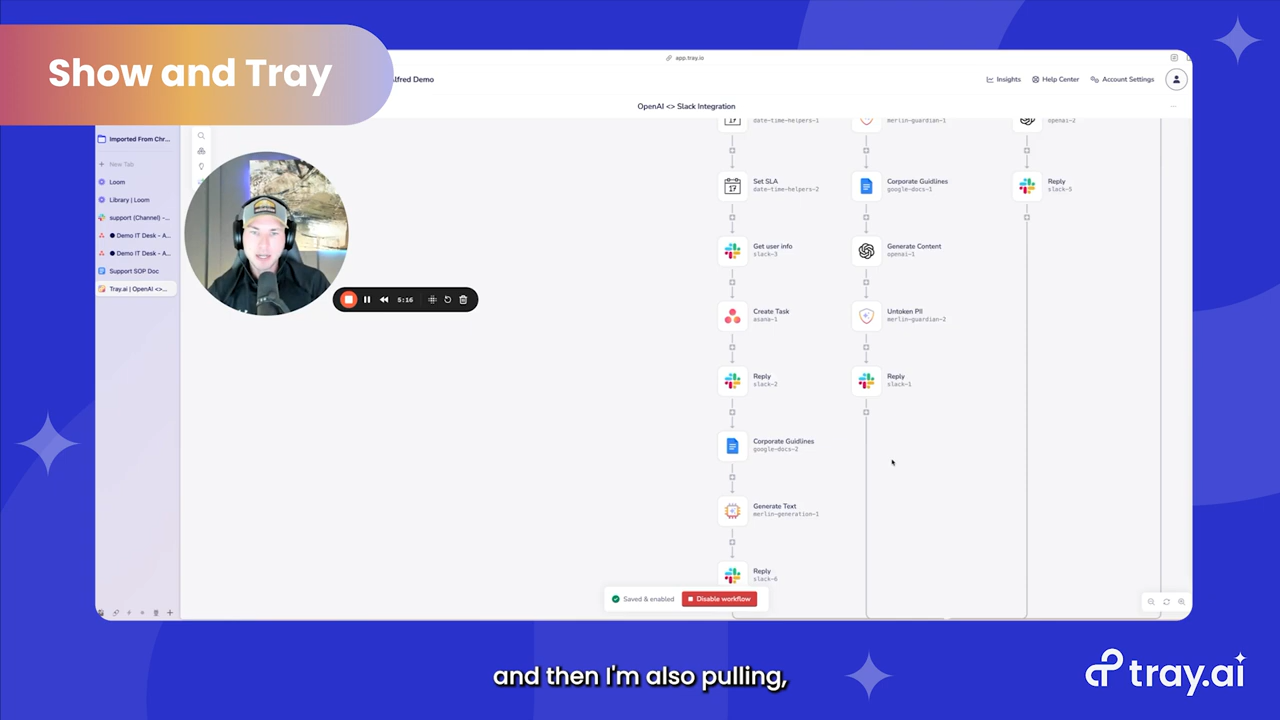 Show and Tray
app.tray.io
lfred Demo
Insights
Help Center
Account Settings
OpenAI <> Slack Integration
Imported From Chr...
New Tab
Loom
Library | Loom
support (Channel) –...
Demo IT Desk - A...
Demo IT Desk - A...
Support SOP Doc
Tray.ai | OpenAI <>...
5:16
date-time-helpers-1
merlin-guardian-1
openai-2
17
Set SLA
date-time-helpers-2
Corporate Guidlines
google-docs-1
Reply
slack-5
Get user info
slack-3
Generate Content
openai-1
Create Task
asana-1
Untoken PII
merlin-guardian-2
Reply
slack-2
Reply
slack-1
Corporate Guidlines
google-docs-2
Generate Text
merlin-generation-1
Reply
slack-6
Saved & enabled
Disable workflow
and then I'm also pulling,
tray.ai